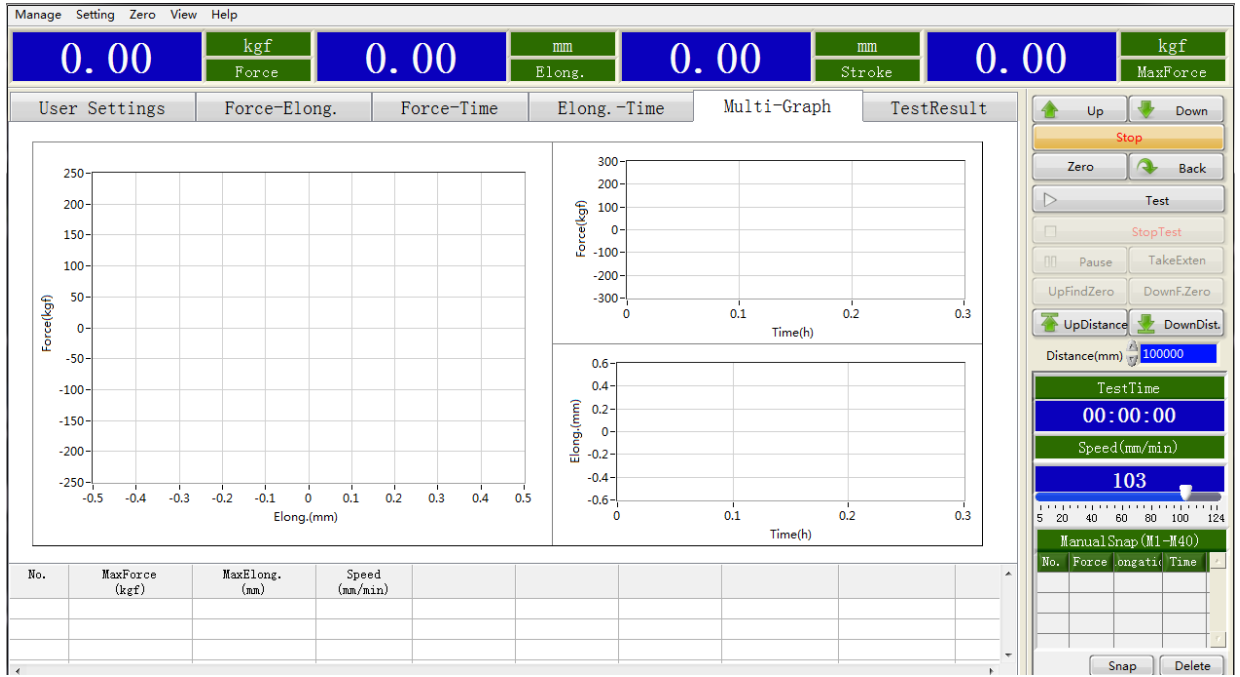 Manage Setting Zero View Help
0.00 kgf Force 0.00 mm Elong. 0.00 mm Stroke 0.00 kgf MaxForce
User Settings Force-Elong. Force-Time Elong.-Time Multi-Graph TestResult
250
200
150
100
50
0
-50
-100
-150
-200
-250
Force(kgf)
-0.5 -0.4 -0.3 -0.2 -0.1 0 0.1 0.2 0.3 0.4 0.5
Elong.(mm)
300
200
100
0
-100
-200
-300
Force(kgf)
0 0.1 0.2 0.3
Time(h)
0.6
0.4
0.2
0
-0.2
-0.4
-0.6
Elong.(mm)
0 0.1 0.2 0.3
Time(h)
No. MaxForce MaxElong. Speed
(kgf) (mm) (mm/min)
Up Down
Stop
Zero Back
Test
StopTest
Pause TakeExten
UpFindZero DownF.Zero
UpDistance DownDist.
Distance(mm) 100000
TestTime
00:00:00
Speed(mm/min)
103
5 20 40 60 80 100 124
ManualSnap(M1-M40)
No. Force ongati Time
Snap Delete